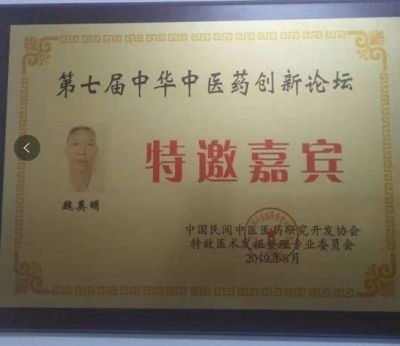 第七届中华中医药创新论坛
特邀嘉宾
魏英明
中国民间中医医药研究开发协会
特效医术发掘整理专业委员会
2019年8月